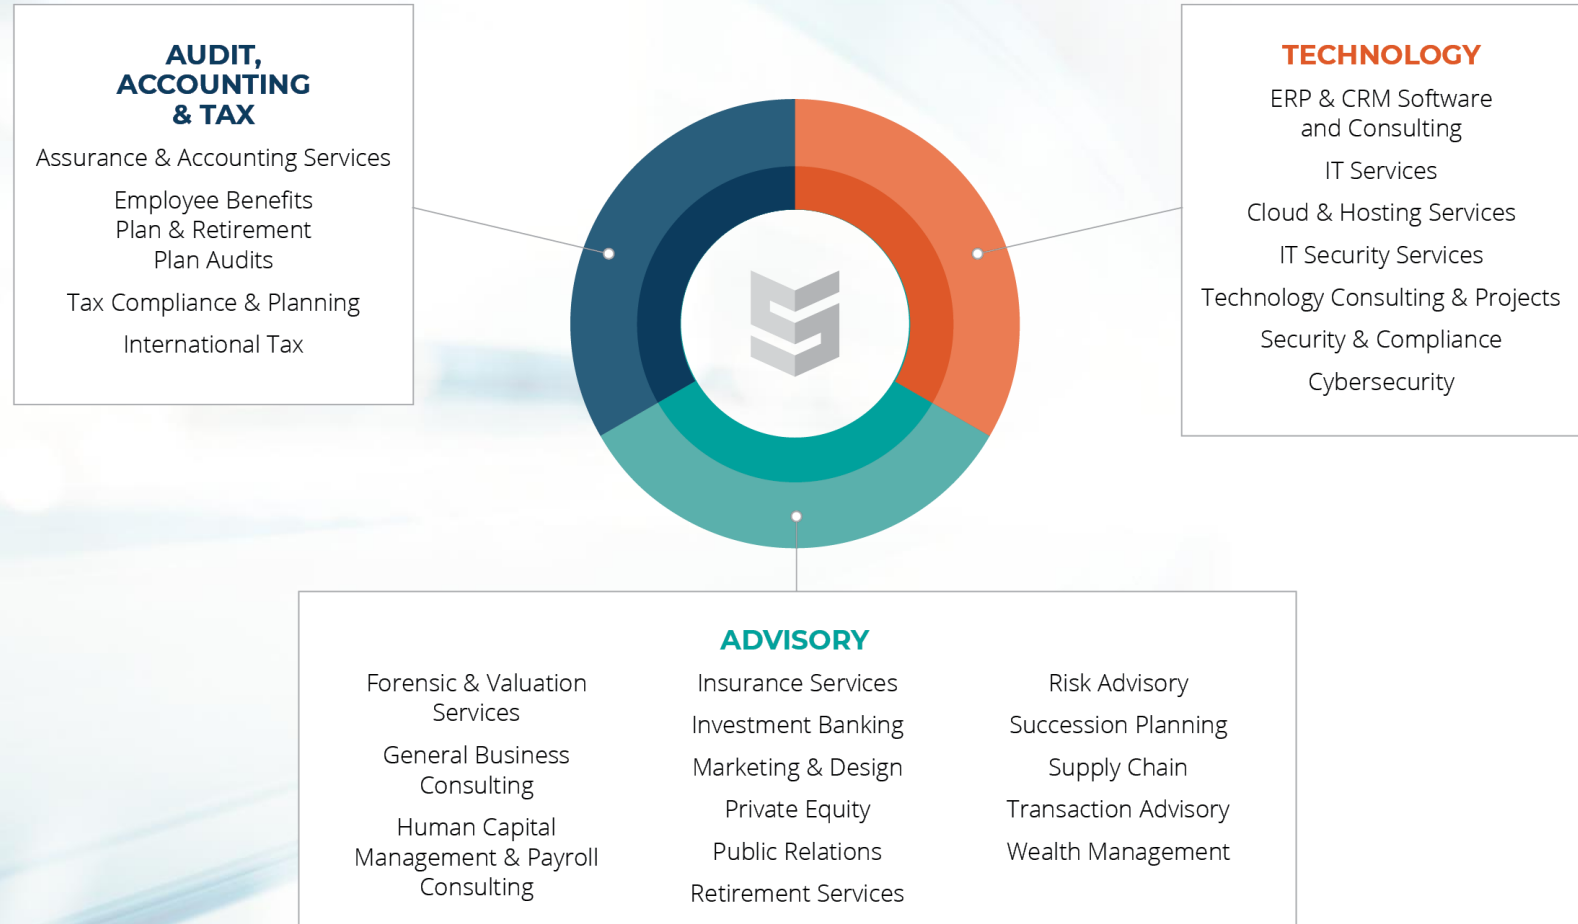 AUDIT,
ACCOUNTING
& TAX
Assurance & Accounting Services
Employee Benefits
Plan & Retirement
Plan Audits
Tax Compliance & Planning
International Tax
TECHNOLOGY
ERP & CRM Software
and Consulting
IT Services
Cloud & Hosting Services
IT Security Services
Technology Consulting & Projects
Security & Compliance
Cybersecurity
ADVISORY
Forensic & Valuation
Services
General Business
Consulting
Human Capital
Management & Payroll
Consulting
Insurance Services
Investment Banking
Marketing & Design
Private Equity
Public Relations
Retirement Services
Risk Advisory
Succession Planning
Supply Chain
Transaction Advisory
Wealth Management